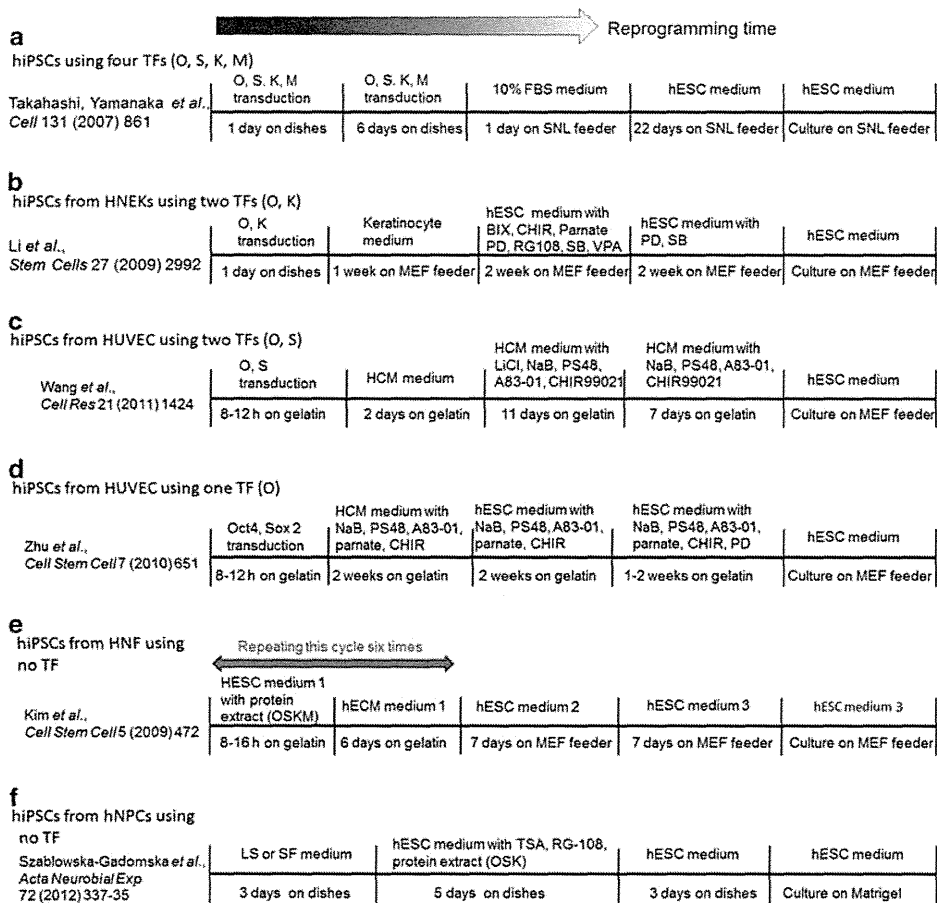 Reprogramming time
a
hiPSCs using four TFs (O, S, K, M)
Takahashi, Yamanaka et al.,
Cell 131 (2007) 861
O, S. K, M
transduction
O, S. K, M
transduction
10% FBS medium
hESC medium
hESC medium
1 day on dishes
6 days on dishes
1 day on SNL feeder
22 days on SNL feeder
Culture on SNL feeder
b
hiPSCs from HNEKs using two TFs (O, K)
Li et al.,
Stem Cells 27 (2009) 2992
O, K
transduction
Keratinocyte
medium
hESC medium with
BIX, CHIR, Parnate
PD, RG108, SB, VPA
hESC medium with
PD, SB
hESC medium
1 day on dishes
1 week on MEF feeder
2 week on MEF feeder
2 week on MEF feeder
Culture on MEF feeder
c
hiPSCs from HUVEC using two TFs (O, S)
Wang et al.,
Cell Res 21 (2011) 1424
O, S
transduction
HCM medium
HCM medium with
LiCl, NaB, PS48,
A83-01, CHIR99021
HCM medium with
NaB, PS48, A83-01,
CHIR99021
hESC medium
8-12 h on gelatin
2 days on gelatin
11 days on gelatin
7 days on gelatin
Culture on MEF feeder
d
hiPSCs from HUVEC using one TF (O)
Zhu et al.,
Cell Stem Cell 7 (2010) 651
Oct4, Sox 2
transduction
HCM medium with
NaB, PS48, A83-01,
parnate, CHIR
hESC medium with
NaB, PS48, A83-01,
parnate, CHIR
hESC medium with
NaB, PS48, A83-01,
parnate, CHIR, PD
hESC medium
8-12h on gelatin
2 weeks on gelatin
2 weeks on gelatin
1-2 weeks on gelatin
Culture on MEF feeder
e
hiPSCs from HNF using
no TF
Repeating this cycle six times
Kim et al.,
Cell Stem Cell 5 (2009) 472
HESC medium 1
with protein
extract (OSKM)
hECM medium 1
hESC medium 2
hESC medium 3
hESC medium 3
8-16 h on gelatin
6 days on gelatin
7 days on MEF feeder
7 days on MEF feeder
Culture on MEF feeder
f
hiPSCs from hNPCs using
no TF
Szablowska-Gadomska et al.,
Acta Neurobial Exp
72 (2012) 337-35
LS or SF medium
hESC medium with TSA, RG-108,
protein extract (OSK)
hESC medium
hESC medium
3 days on dishes
5 days on dishes
3 days on dishes
Culture on Matrigel